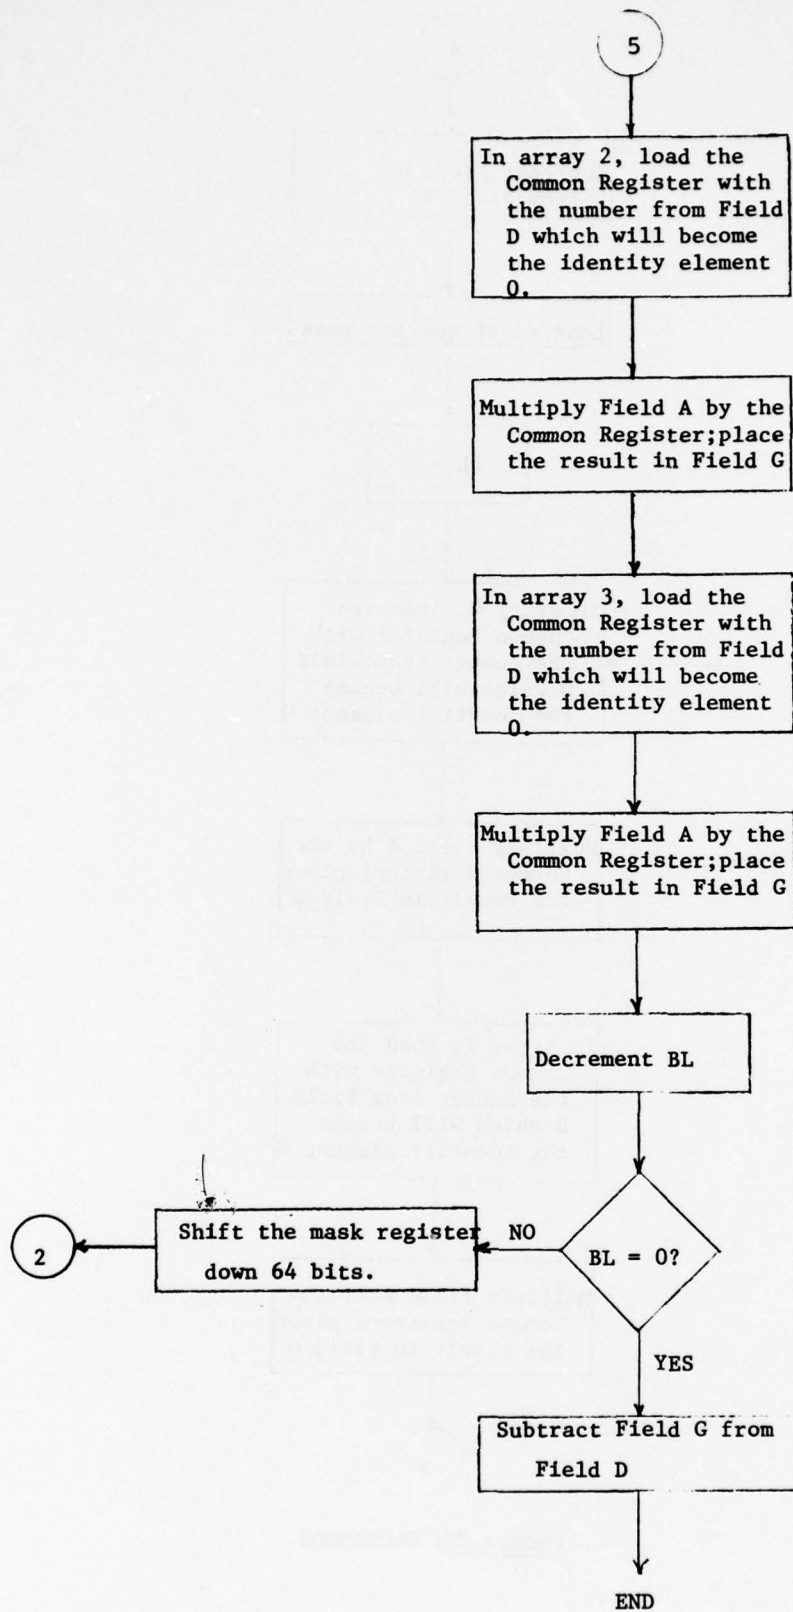 5
In array 2, load the
Common Register with
the number from Field
D which will become
the identity element
0.
Multiply Field A by the
Common Register;place
the result in Field G
In array 3, load the
Common Register with
the number from Field
D which will become
the identity element
0.
Multiply Field A by the
Common Register;place
the result in Field G
Decrement BL
BL = 0?
NO
Shift the mask register
down 64 bits.
2
YES
Subtract Field G from
Field D
END